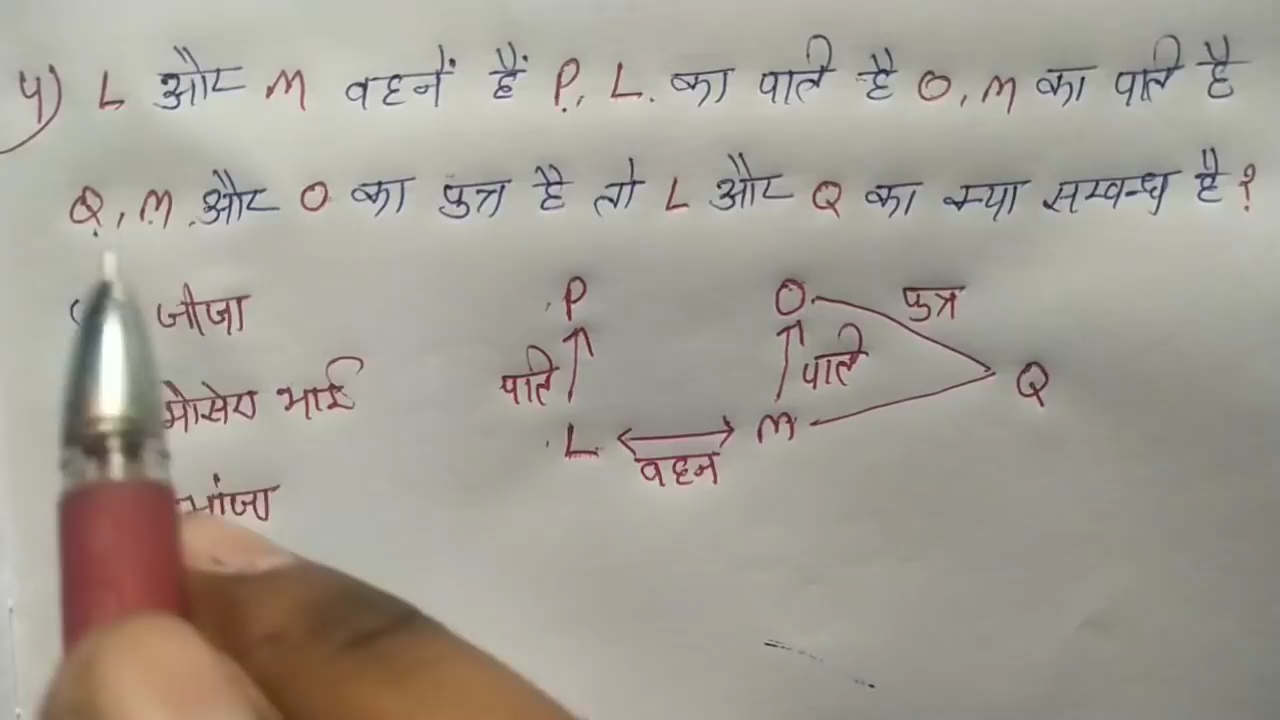 4) L और M बहनें हैं P, L. का पति है O, M का पति है
Q, M. और O का पुत्र है तो L और Q का क्या सम्बन्ध है?
जीजा
मोसेरा भाई
भांजा
P
O
पुत्र
पति
पति
Q
L
M
बहन